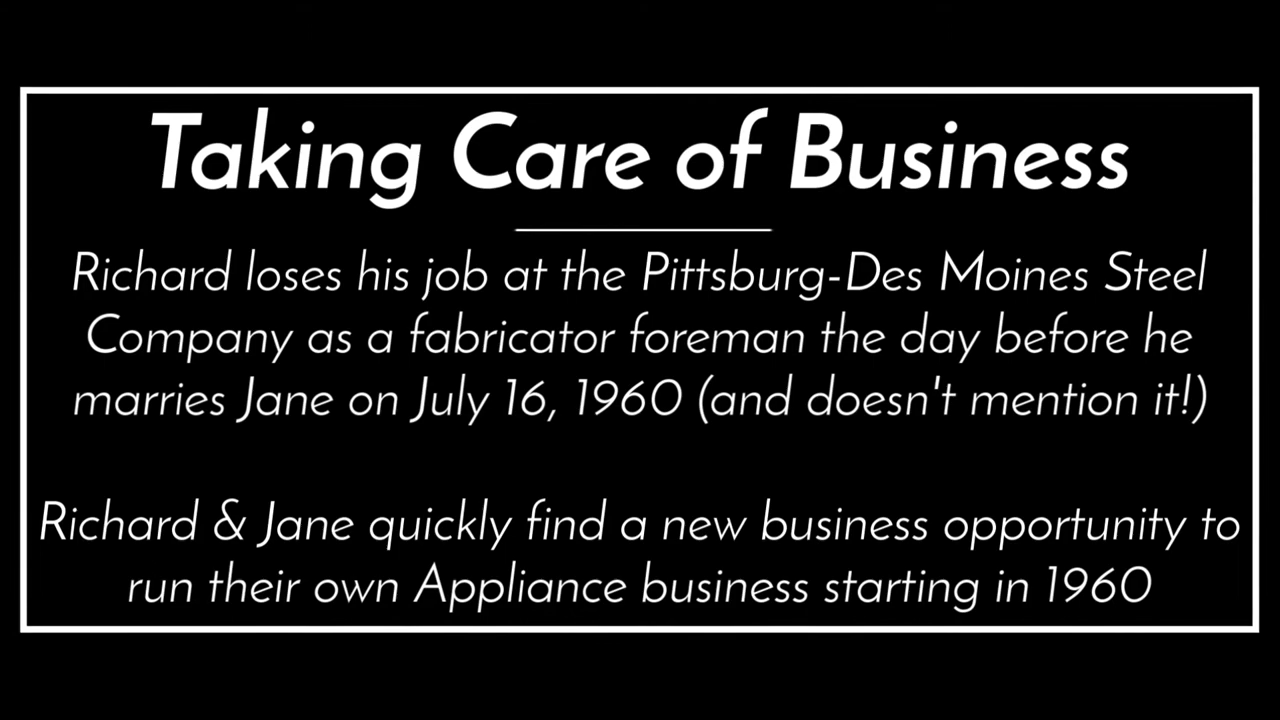 Taking Care of Business
Richard loses his job at the Pittsburg-Des Moines Steel
Company as a fabricator foreman the day before he
marries Jane on July 16, 1960 (and doesn't mention it!)
Richard & Jane quickly find a new business opportunity to
run their own Appliance business starting in 1960